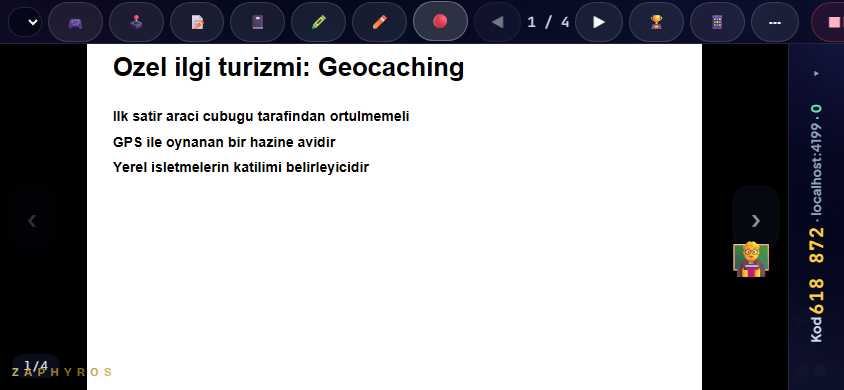 1 / 4
...
Ozel ilgi turizmi: Geocaching
Ilk satir araci cubugu tarafindan ortulmemeli
GPS ile oynanan bir hazine avidir
Yerel isletmelerin katilimi belirleyicidir
Kod 618 872 · localhost:4199 · 0
1/4
ZAPHYROS